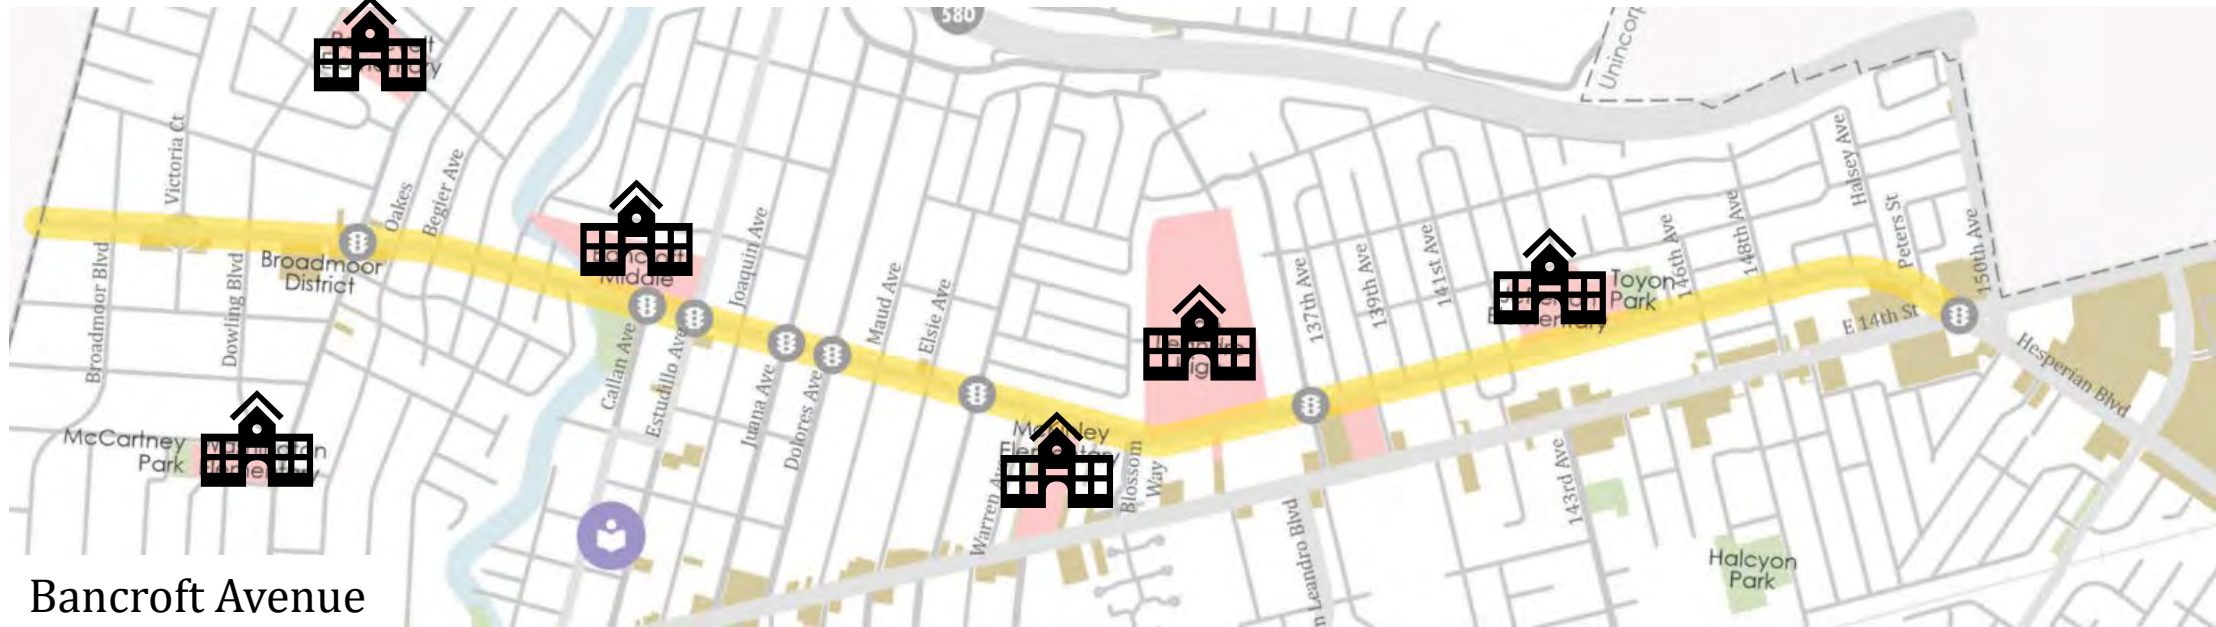 580
Unincorp
Victoria Ct
Oakes
Begier Ave
Broadmoor
District
Broadmoor Blvd
Dowling Blvd
McCartney
Park
Middle
Callan Ave
Estudillo Ave
Joaquin Ave
Juana Ave
Dolores Ave
Maud Ave
Elsie Ave
Warren Ave
Blossom
Way
137th Ave
139th Ave
141st Ave
143rd Ave
Toyon
Park
146th Ave
148th Ave
Halsey Ave
Peters St
150th Ave
E 14th St
Hesperian Blvd
Leandro Blvd
Halcyon
Park
Bancroft Avenue